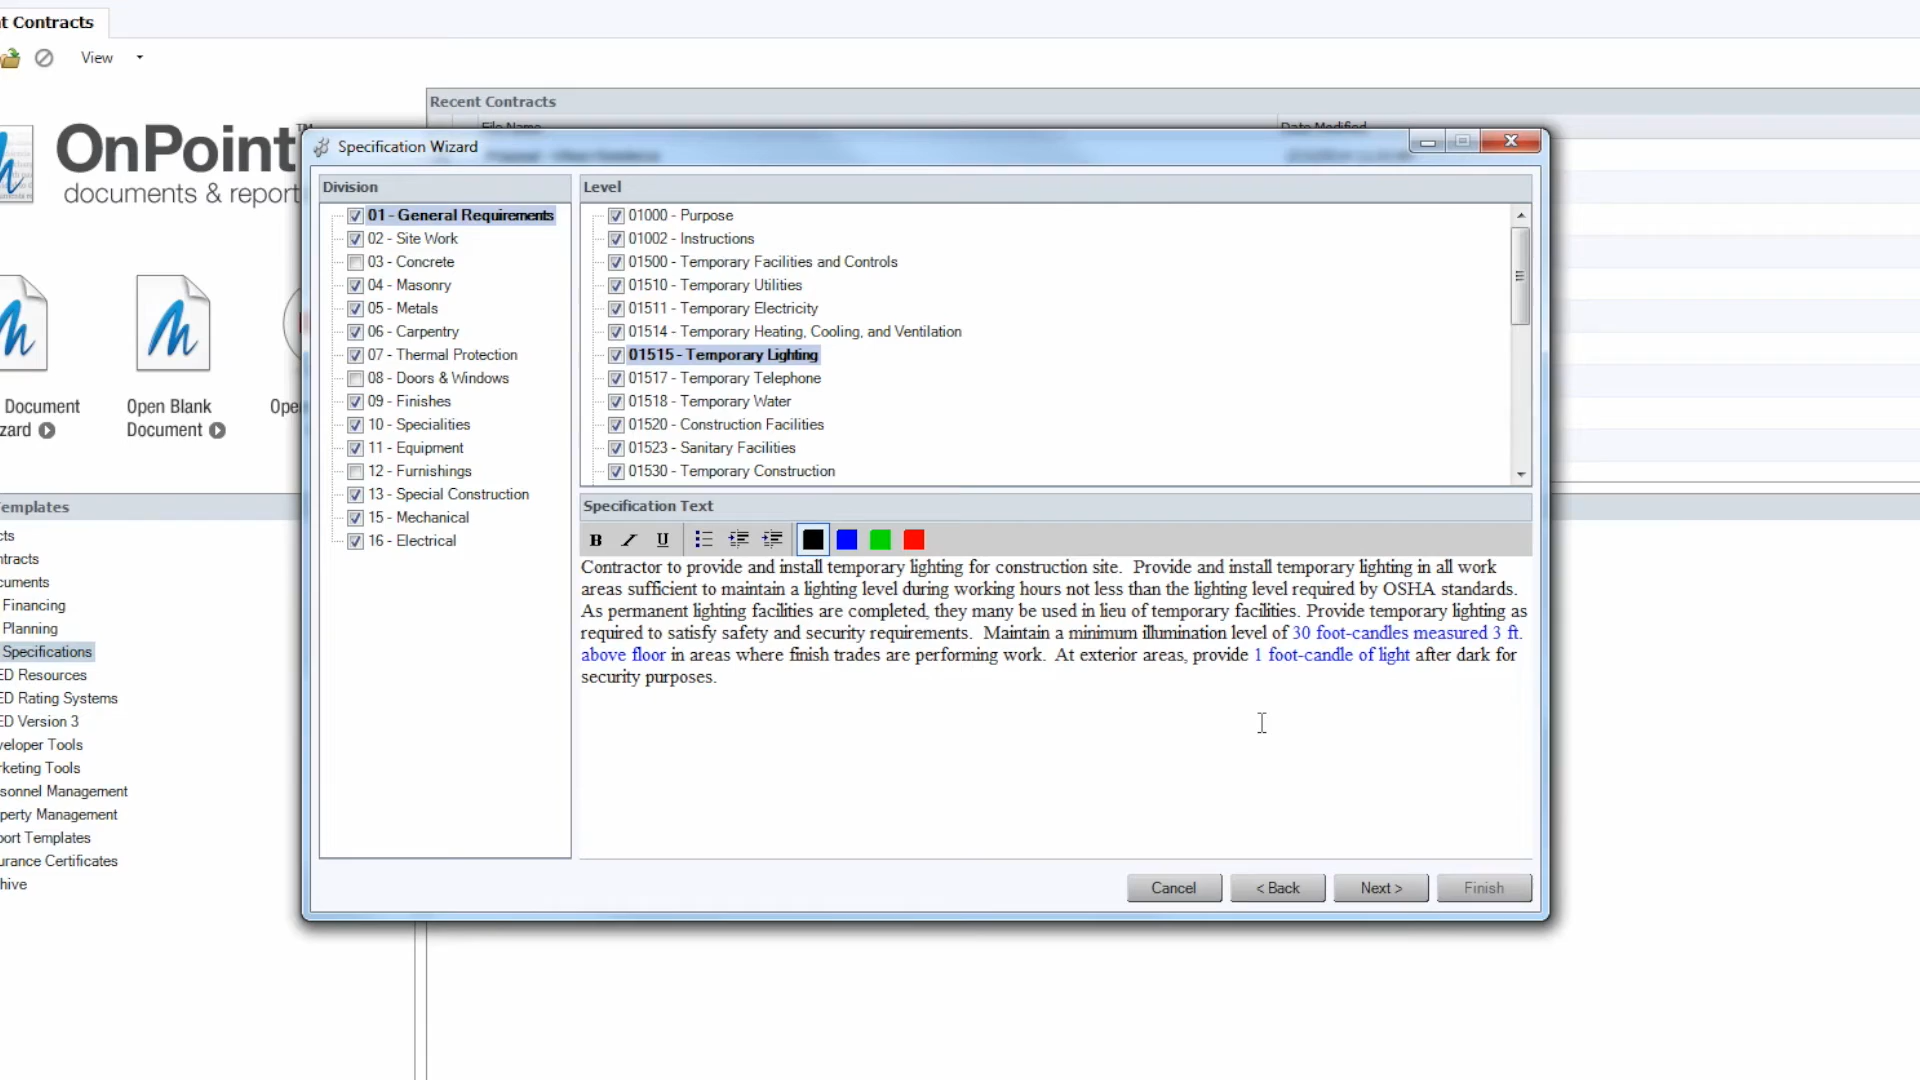 t Contracts
View
OnPoint™
documents & report
Document
zard
Open Blank
Document
Ope
emplates
cts
ntracts
cuments
Financing
Planning
Specifications
ED Resources
ED Rating Systems
ED Version 3
veloper Tools
rketing Tools
sonnel Management
perty Management
port Templates
urance Certificates
hive
Recent Contracts
File Name
Date Modified
Specification Wizard
Division
01 - General Requirements
02 - Site Work
03 - Concrete
04 - Masonry
05 - Metals
06 - Carpentry
07 - Thermal Protection
08 - Doors & Windows
09 - Finishes
10 - Specialities
11 - Equipment
12 - Furnishings
13 - Special Construction
15 - Mechanical
16 - Electrical
Level
01000 - Purpose
01002 - Instructions
01500 - Temporary Facilities and Controls
01510 - Temporary Utilities
01511 - Temporary Electricity
01514 - Temporary Heating, Cooling, and Ventilation
01515 - Temporary Lighting
01517 - Temporary Telephone
01518 - Temporary Water
01520 - Construction Facilities
01523 - Sanitary Facilities
01530 - Temporary Construction
Specification Text
B I U
Contractor to provide and install temporary lighting for construction site.  Provide and install temporary lighting in all work
areas sufficient to maintain a lighting level during working hours not less than the lighting level required by OSHA standards.
As permanent lighting facilities are completed, they many be used in lieu of temporary facilities. Provide temporary lighting as
required to satisfy safety and security requirements.  Maintain a minimum illumination level of 30 foot-candles measured 3 ft.
above floor in areas where finish trades are performing work.  At exterior areas, provide 1 foot-candle of light after dark for
security purposes.
Cancel
< Back
Next >
Finish